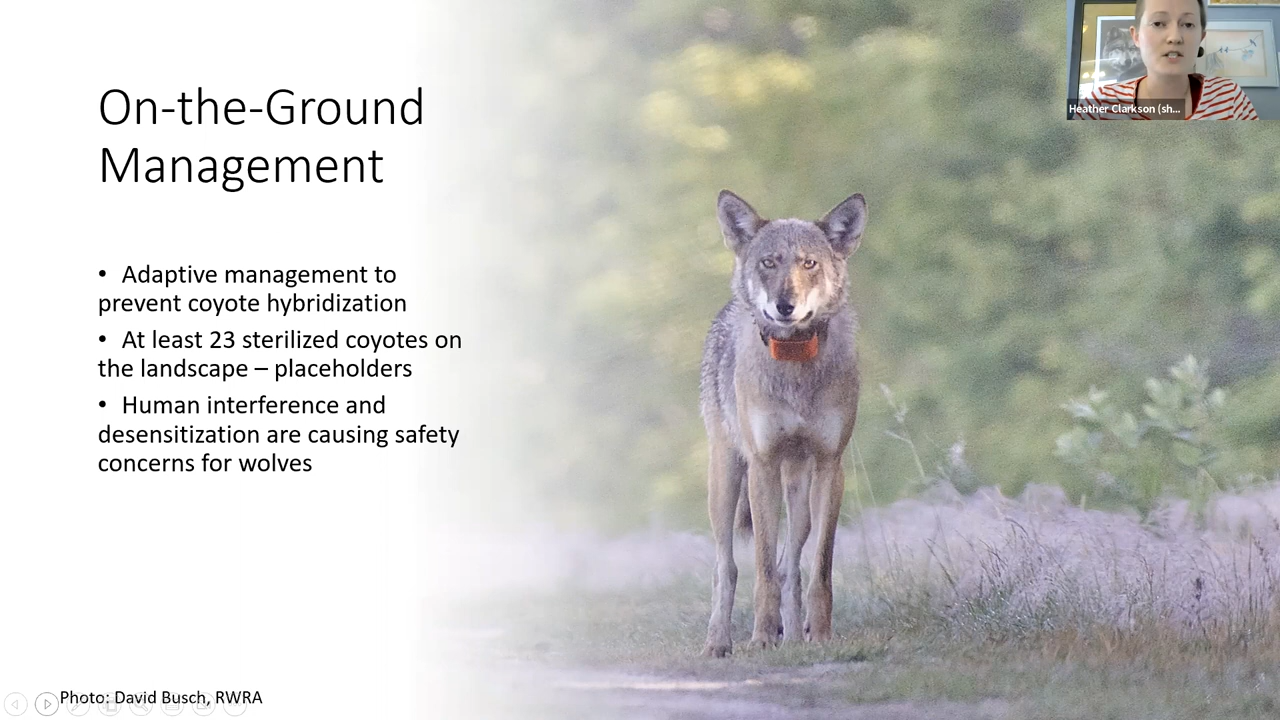 On-the-Ground
Management
• Adaptive management to
prevent coyote hybridization
• At least 23 sterilized coyotes on
the landscape – placeholders
• Human interference and
desensitization are causing safety
concerns for wolves
Photo: David Busch, RWRA
Heather Clarkson (sh...